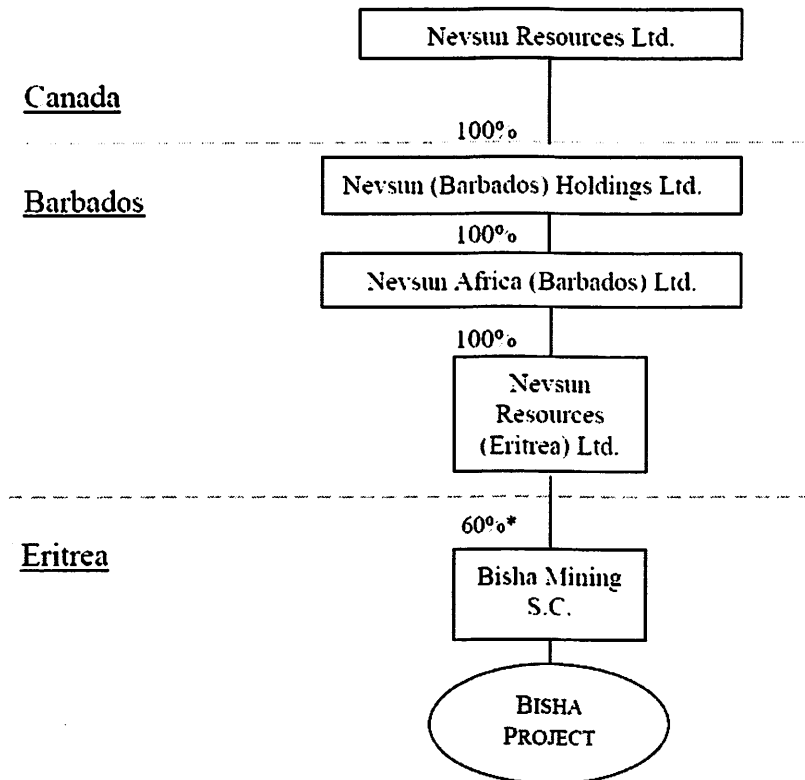 Nevsun Resources Ltd.
Canada
100%
Nevsun (Barbados) Holdings Ltd.
Barbados
100%
Nevsun Africa (Barbados) Ltd.
100%
Nevsun
Resources
(Eritrea) Ltd.
60%*
Eritrea
Bisha Mining
S.C.
BISHA
PROJECT